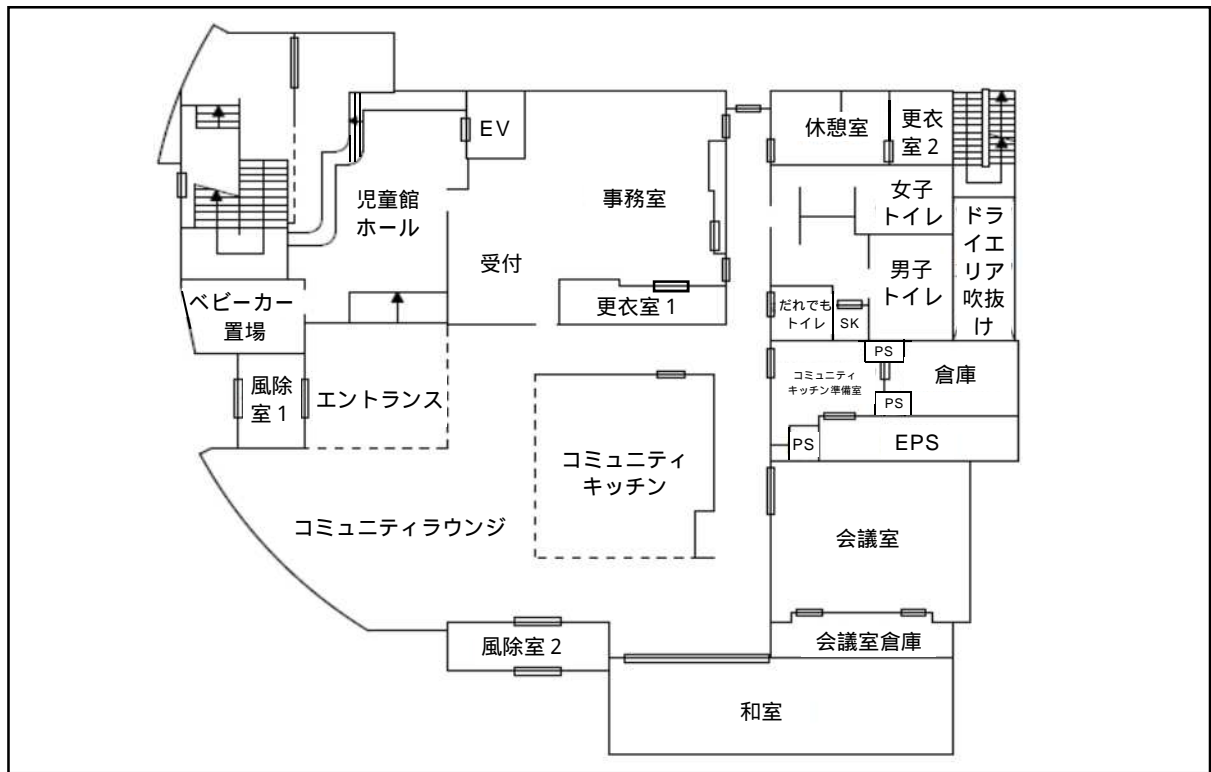 EV
休憩室
更衣
室2
児童館
ホール
事務室
女子
トイレ
受付
男子
トイレ
ドラ
イエ
リア
吹抜
け
ベビーカー
置場
更衣室1
だれでも
トイレ
SK
風除
室1
エントランス
PS
コミュニティ
キッチン準備室
倉庫
PS
PS
EPS
コミュニティ
キッチン
コミュニティラウンジ
会議室
風除室2
会議室倉庫
和室